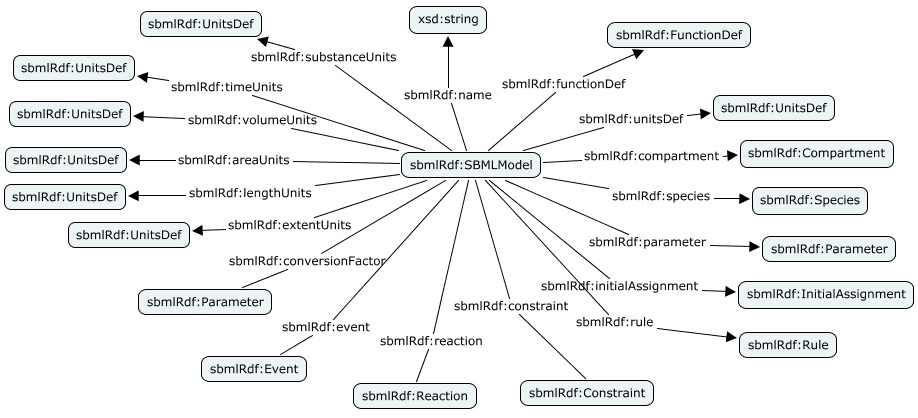 xsd:string
sbmlRdf:UnitsDef
sbmlRdf:FunctionDef
sbmlRdf:substanceUnits
sbmlRdf:UnitsDef
sbmlRdf:timeUnits
sbmlRdf:functionDef
sbmlRdf:name
sbmlRdf:UnitsDef
sbmlRdf:UnitsDef
sbmlRdf:volumeUnits
sbmlRdf:unitsDef
sbmlRdf:UnitsDef
sbmlRdf:areaUnits
sbmlRdf:SBMLModel
sbmlRdf:compartment
sbmlRdf:Compartment
sbmlRdf:UnitsDef
sbmlRdf:lengthUnits
sbmlRdf:species
sbmlRdf:Species
sbmlRdf:UnitsDef
sbmlRdf:extentUnits
sbmlRdf:parameter
sbmlRdf:Parameter
sbmlRdf:conversionFactor
sbmlRdf:initialAssignment
sbmlRdf:InitialAssignment
sbmlRdf:Parameter
sbmlRdf:constraint
sbmlRdf:event
sbmlRdf:rule
sbmlRdf:reaction
sbmlRdf:Rule
sbmlRdf:Event
sbmlRdf:Reaction
sbmlRdf:Constraint